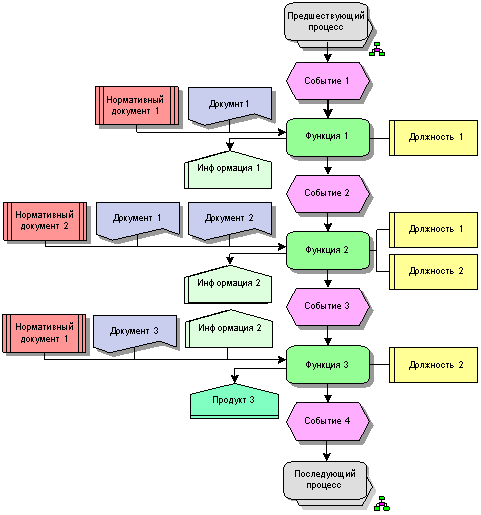 Предшествующий
процесс
Событие 1
Нормативный
документ 1
Докумнт1
Функция 1
Должность 1
Информация 1
Событие 2
Нормативный
документ 2
Документ 1
Документ 2
Должность 1
Функция 2
Должность 2
Информация 2
Событие 3
Нормативный
документ 1
Документ 3
Информация 2
Функция 3
Должность 2
Продукт 3
Событие 4
Последующий
процесс